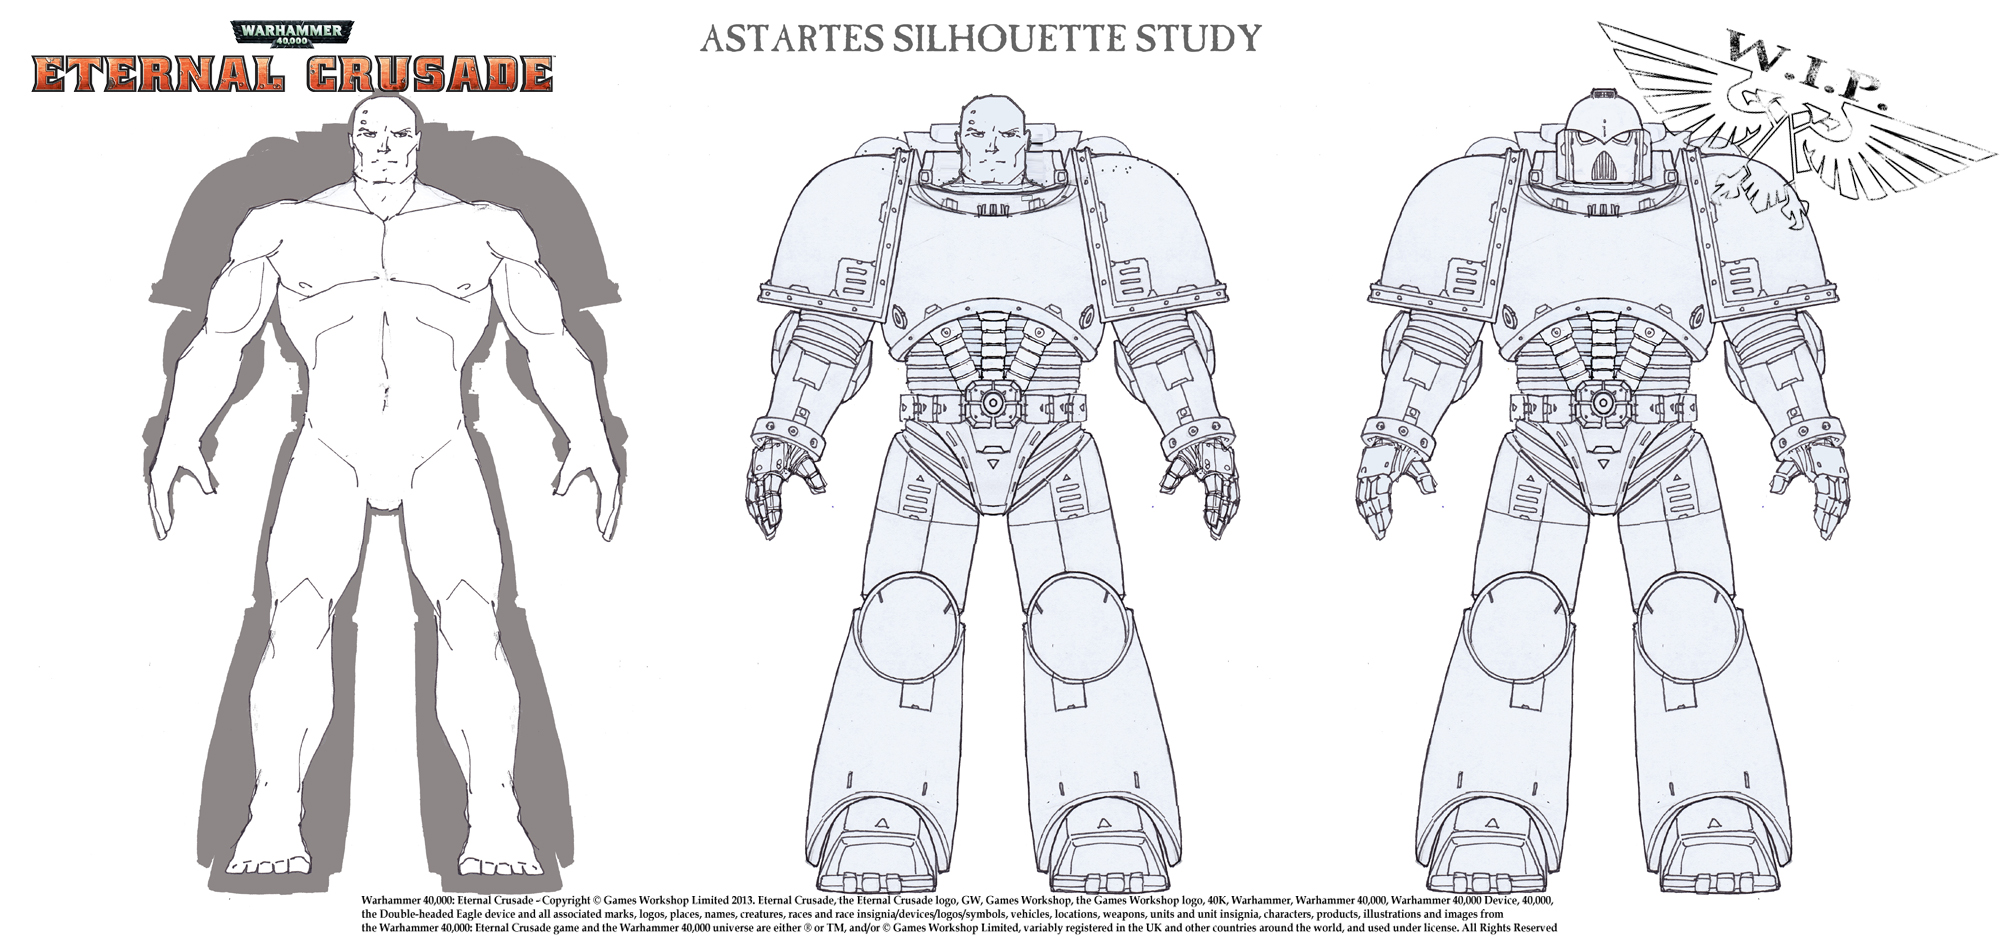 WARHAMMER
40,000
ETERNAL CRUSADE
ASTARTES SILHOUETTE STUDY
W.I.P.
Warhammer 40,000: Eternal Crusade - Copyright © Games Workshop Limited 2013. Eternal Crusade, the Eternal Crusade logo, GW, Games Workshop, the Games Workshop logo, 40K, Warhammer, Warhammer 40,000, Warhammer 40,000 Device, 40,000,
the Double-headed Eagle device and all associated marks, logos, places, names, creatures, races and race insignia/devices/logos/symbols, vehicles, locations, weapons, units and unit insignia, characters, products, illustrations and images from
the Warhammer 40,000: Eternal Crusade game and the Warhammer 40,000 universe are either ® or TM, and/or © Games Workshop Limited, variably registered in the UK and other countries around the world, and used under license. All Rights Reserved